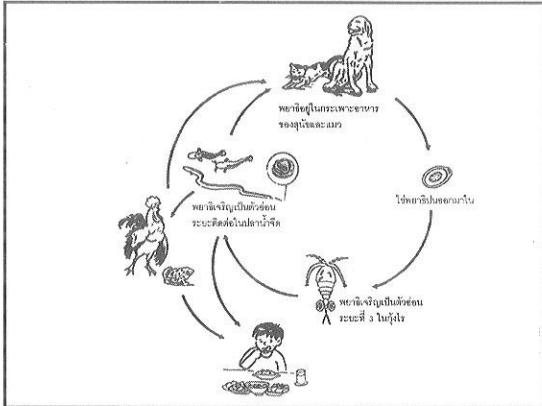 พยาธิอยู่ในกระเพาะอาหาร
ของสุนัขและแมว
ไข่พยาธิปนออกมาใน
พยาธิเจริญเป็นตัวอ่อน
ระยะที่ 3 ในกุ้งไร
พยาธิเจริญเป็นตัวอ่อน
ระยะติดต่อในปลาน้ำจืด